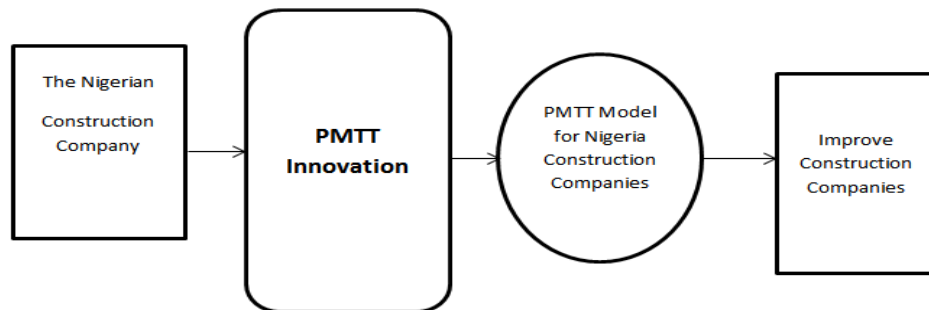 The Nigerian
Construction
Company
PMTT
Innovation
PMTT Model
for Nigeria
Construction
Companies
Improve
Construction
Companies